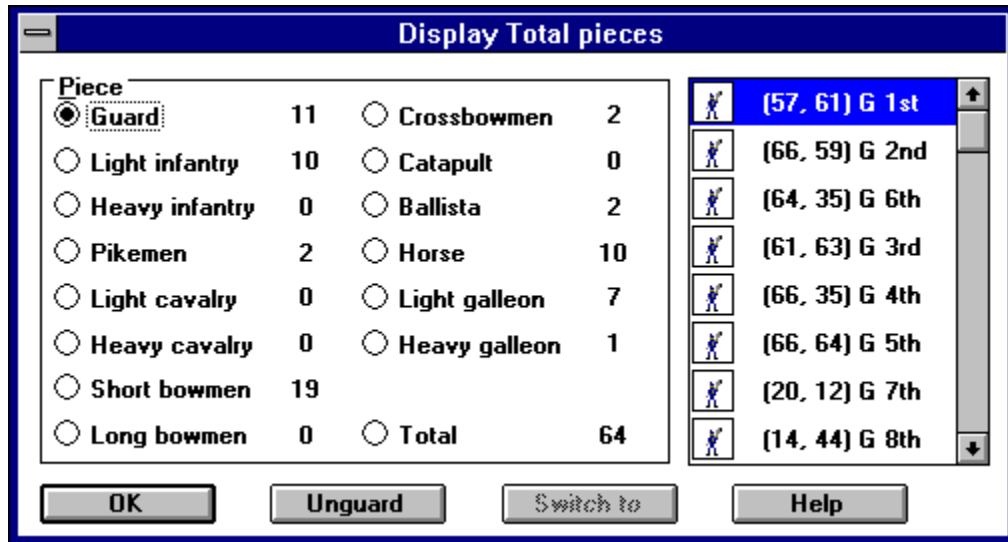 Display Total pieces
Piece
Guard 11 Crossbowmen 2
Light infantry 10 Catapult 0
Heavy infantry 0 Ballista 2
Pikemen 2 Horse 10
Light cavalry 0 Light galleon 7
Heavy cavalry 0 Heavy galleon 1
Short bowmen 19
Long bowmen 0 Total 64
(57, 61) G 1st
(66, 59) G 2nd
(64, 35) G 6th
(61, 63) G 3rd
(66, 35) G 4th
(66, 64) G 5th
(20, 12) G 7th
(14, 44) G 8th
OK Unguard Switch to Help